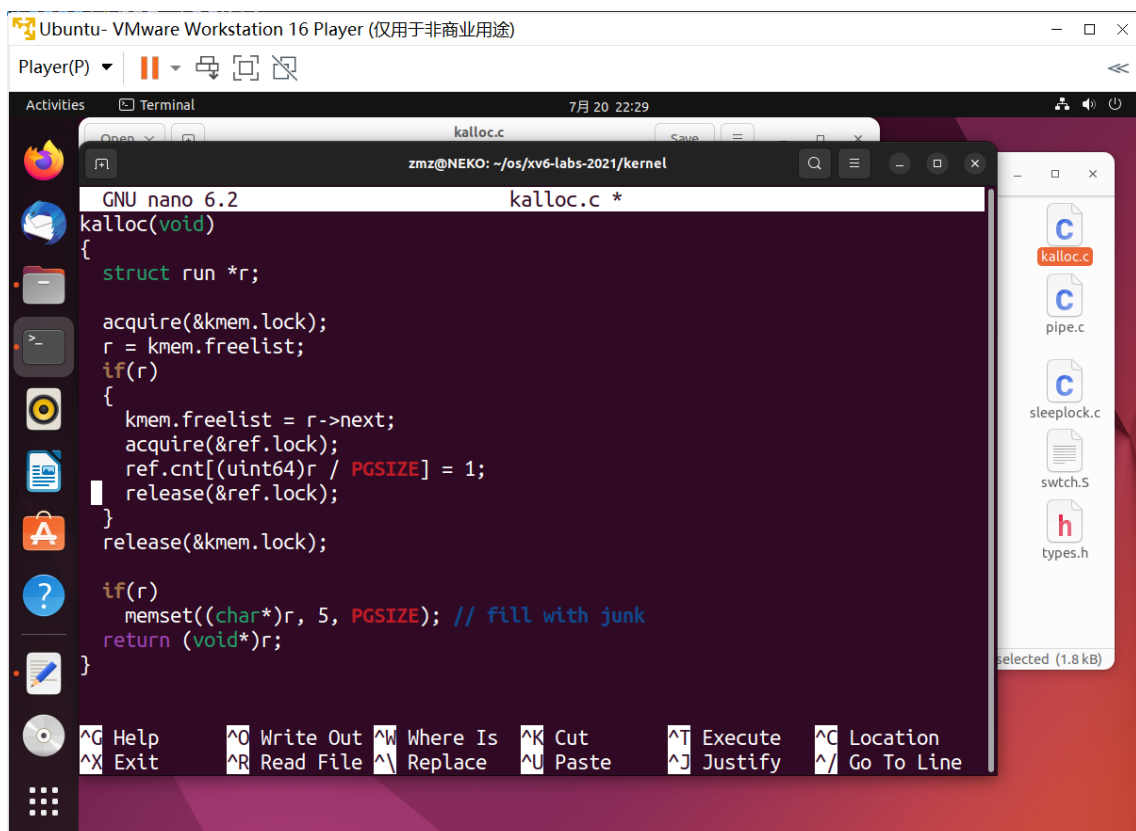 Ubuntu- VMware Workstation 16 Player (仅用于非商业用途)
Player(P)
Activities Terminal 7月 20 22:29
Open kalloc.c Save
zmz@NEKO: ~/os/xv6-labs-2021/kernel
GNU nano 6.2 kalloc.c *
kalloc(void)
{
struct run *r;
acquire(&kmem.lock);
r = kmem.freelist;
if(r)
{
kmem.freelist = r->next;
acquire(&ref.lock);
ref.cnt[(uint64)r / PGSIZE] = 1;
release(&ref.lock);
}
release(&kmem.lock);
if(r)
memset((char*)r, 5, PGSIZE); // fill with junk
return (void*)r;
}
^G Help ^O Write Out ^W Where Is ^K Cut ^T Execute ^C Location
^X Exit ^R Read File ^\ Replace ^U Paste ^J Justify ^/ Go To Line
kalloc.c
pipe.c
sleeplock.c
swtch.S
types.h
selected (1.8 kB)